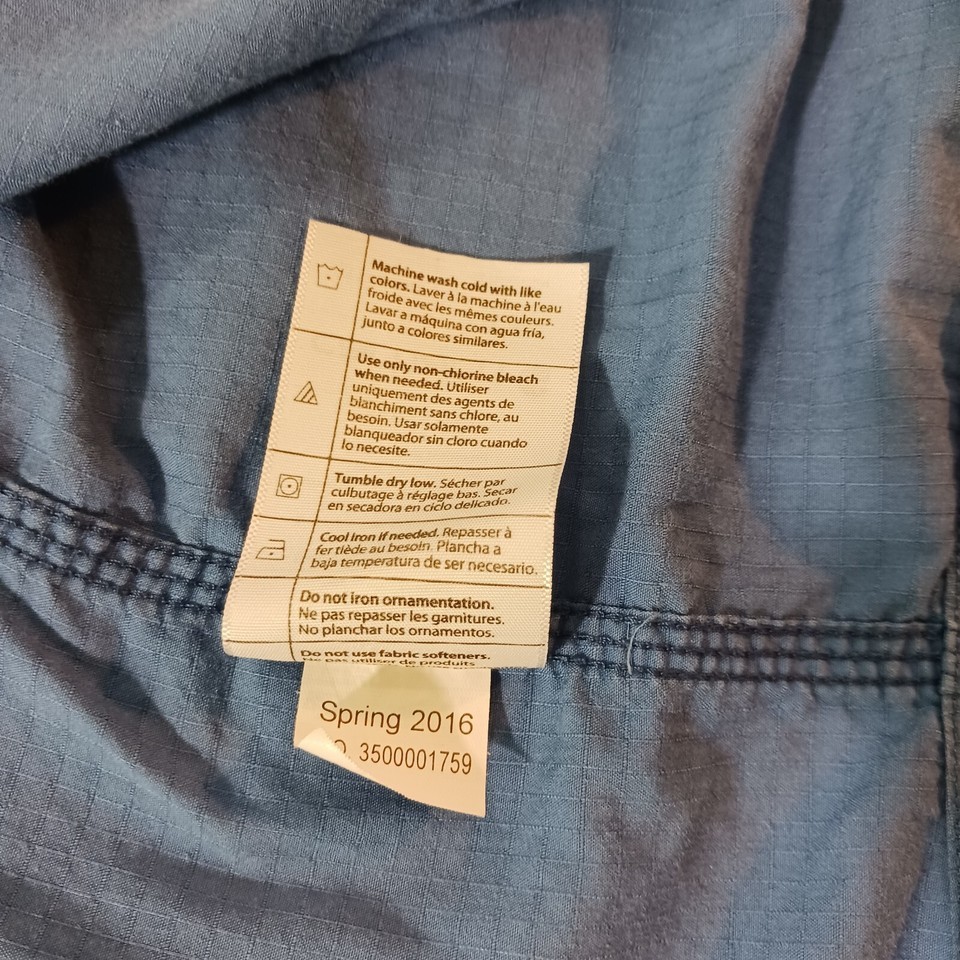 Machine wash cold with like
colors. Laver à la machine à l'eau
froide avec les mêmes couleurs.
Lavar a máquina con agua fría,
junto a colores similares.
Use only non-chlorine bleach
when needed. Utiliser
uniquement des agents de
blanchiment sans chlore, au
besoin. Usar solamente
blanqueador sin cloro cuando
lo necesite.
Tumble dry low. Sécher par
culbutage à réglage bas. Secar
en secadora en ciclo delicado.
Cool iron if needed. Repasser à
fer tiède au besoin. Plancha a
baja temperatura de ser necesario.
Do not iron ornamentation.
Ne pas repasser les garnitures.
No planchar los ornamentos.
Do not use fabric softeners.
Ne pas utiliser de produits
Spring 2016
3500001759